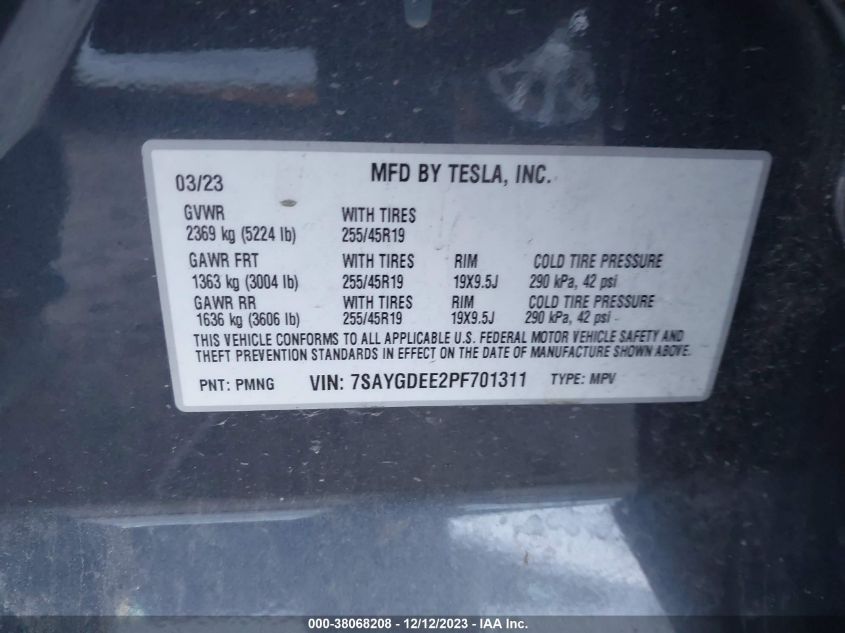 03/23 MFD BY TESLA, INC.
GVWR WITH TIRES
2369 kg (5224 lb) 255/45R19
GAWR FRT WITH TIRES RIM COLD TIRE PRESSURE
1363 kg (3004 lb) 255/45R19 19X9.5J 290 kPa, 42 psi
GAWR RR WITH TIRES RIM COLD TIRE PRESSURE
1636 kg (3606 lb) 255/45R19 19X9.5J 290 kPa, 42 psi
THIS VEHICLE CONFORMS TO ALL APPLICABLE U.S. FEDERAL MOTOR VEHICLE SAFETY AND
THEFT PREVENTION STANDARDS IN EFFECT ON THE DATE OF MANUFACTURE SHOWN ABOVE.
PNT: PMNG VIN: 7SAYGDEE2PF701311 TYPE: MPV
000-38068208 - 12/12/2023 - IAA Inc.